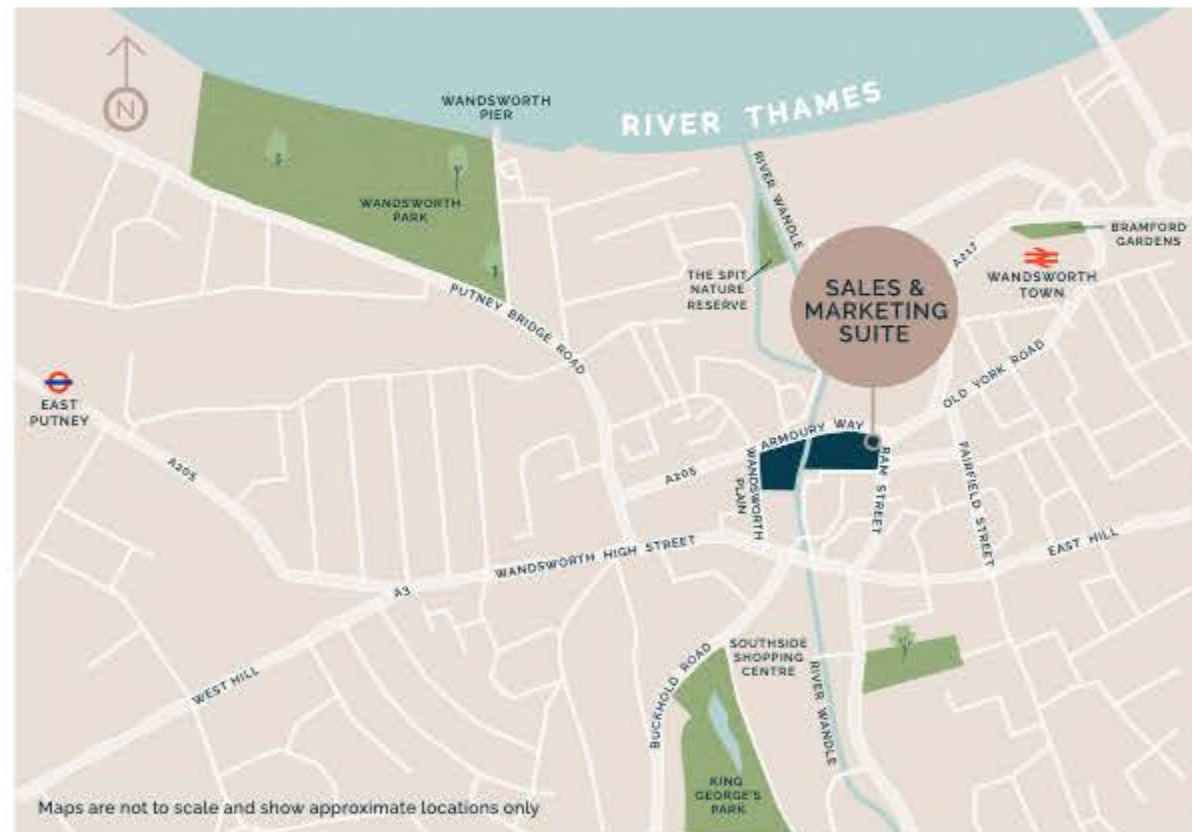 N
WANDSWORTH
PIER
RIVER THAMES
WANDSWORTH
PARK
RIVER WANDLE
BRAMFORD
GARDENS
A217
WANDSWORTH
TOWN
THE SPIT
NATURE
RESERVE
SALES &
MARKETING
SUITE
PUTNEY BRIDGE ROAD
OLD YORK ROAD
EAST
PUTNEY
ARMOURY WAY
A205
A205
WANDSWORTH
PLAIN
RAM STREET
FAIRFIELD STREET
WANDSWORTH HIGH STREET
EAST HILL
A3
WEST HILL
BUCKHOLD ROAD
SOUTHSIDE
SHOPPING
CENTRE
RIVER WANDLE
KING
GEORGE'S
PARK
Maps are not to scale and show approximate locations only